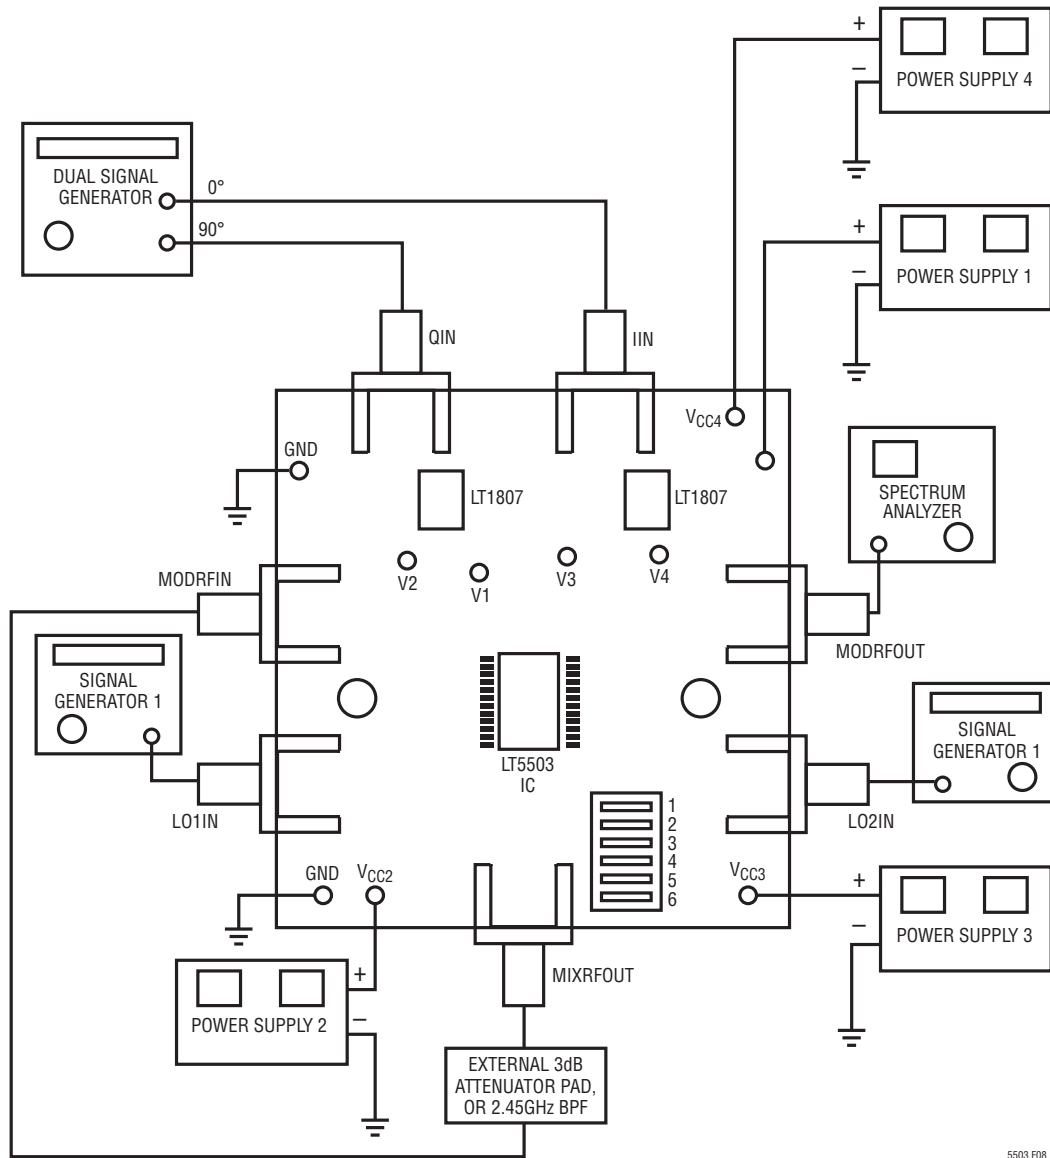 +
−
POWER SUPPLY 4
DUAL SIGNAL
GENERATOR
0°
90°
+
−
POWER SUPPLY 1
QIN
IIN
VCC4
GND
LT1807
LT1807
SPECTRUM
ANALYZER
V2
V1
V3
V4
MODRFIN
MODRFOUT
SIGNAL
GENERATOR 1
SIGNAL
GENERATOR 1
LT5503
IC
LO1IN
LO2IN
1
2
3
4
5
6
GND
VCC2
VCC3
+
−
POWER SUPPLY 3
+
−
POWER SUPPLY 2
MIXRFOUT
EXTERNAL 3dB
ATTENUATOR PAD,
OR 2.45GHz BPF
5503 F08